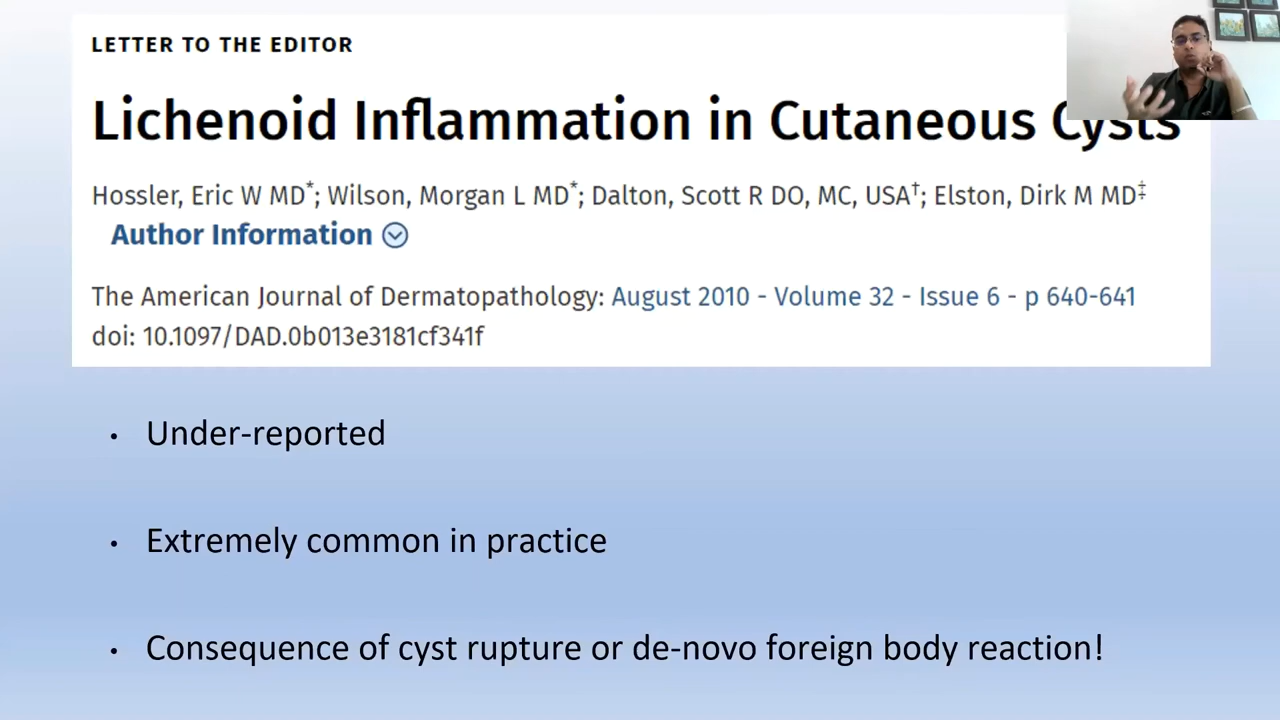 LETTER TO THE EDITOR
Lichenoid Inflammation in Cutaneous Cysts
Hossler, Eric W MD*; Wilson, Morgan L MD*; Dalton, Scott R DO, MC, USA†; Elston, Dirk M MD‡
Author Information
The American Journal of Dermatopathology: August 2010 - Volume 32 - Issue 6 - p 640-641
doi: 10.1097/DAD.0b013e3181cf341f
• Under-reported
• Extremely common in practice
• Consequence of cyst rupture or de-novo foreign body reaction!